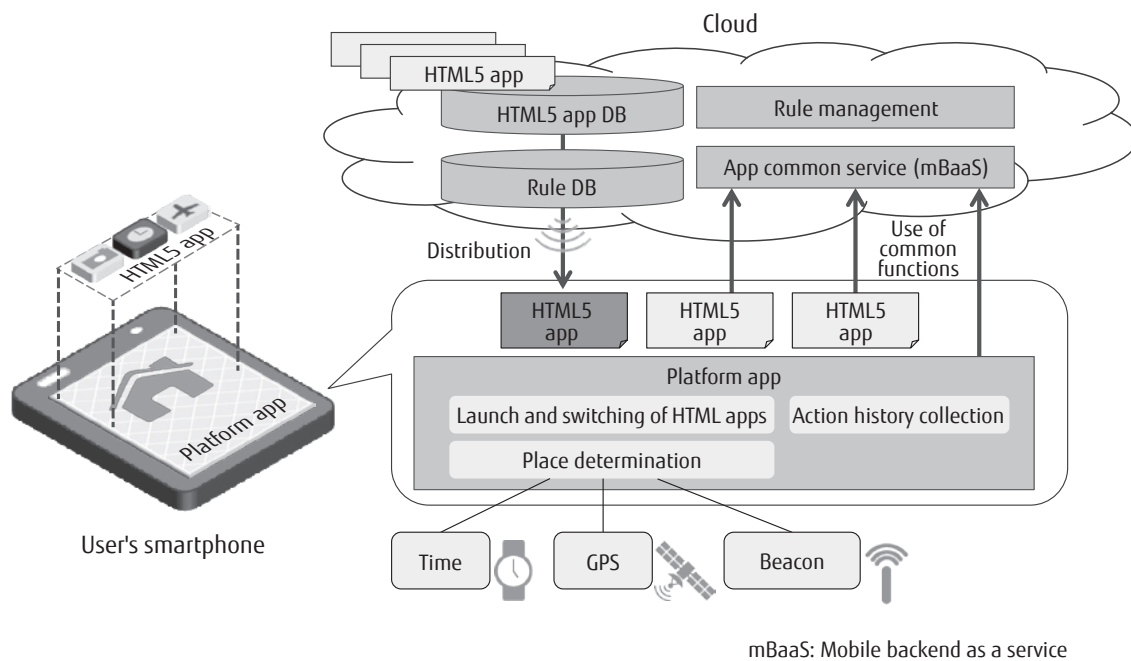 Cloud
HTML5 app
HTML5 app DB
Rule management
Rule DB
App common service (mBaaS)
Distribution
Use of
common
functions
HTML5 app
Platform app
User's smartphone
HTML5
app
HTML5
app
HTML5
app
Platform app
Launch and switching of HTML apps
Action history collection
Place determination
Time
GPS
Beacon
mBaaS: Mobile backend as a service